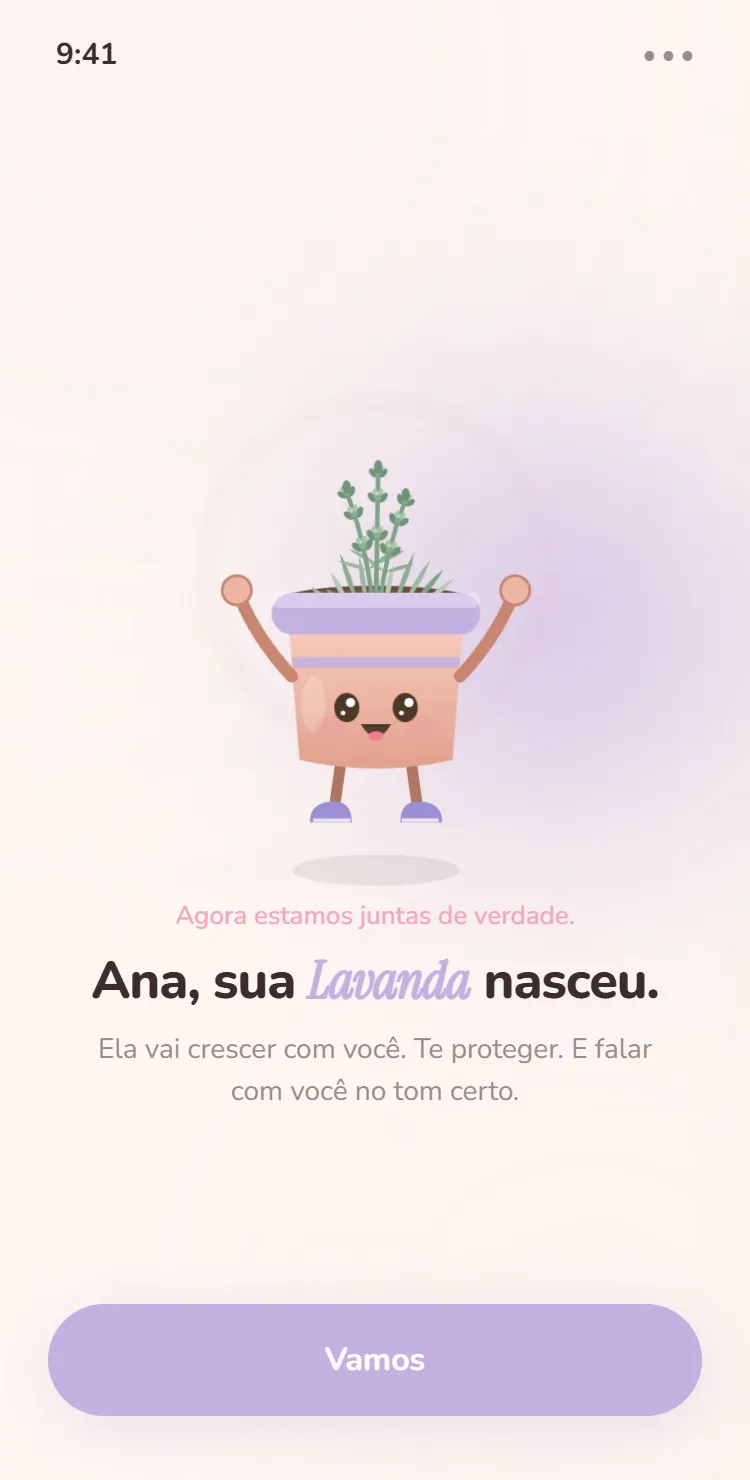 9:41
Agora estamos juntas de verdade.
Ana, sua Lavanda nasceu.
Ela vai crescer com você. Te proteger. E falar
com você no tom certo.
Vamos